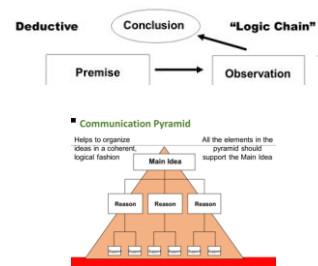 Deductive
Conclusion
“Logic Chain”
Premise
Observation
Communication Pyramid
Helps to organize
ideas in a coherent,
logical fashion
All the elements in the
pyramid should
support the Main Idea
Main Idea
Reason
Reason
Reason